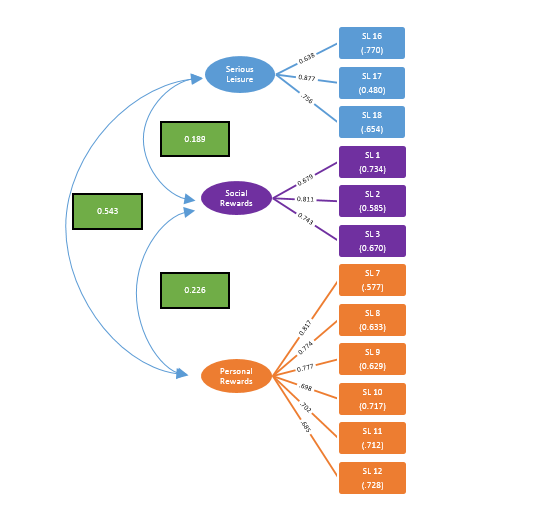 SL 16
(.770)
0.638
Serious
Leisure
SL 17
(0.480)
0.877
SL 18
(.654)
.756
0.189
SL 1
(0.734)
0.679
Social
Rewards
SL 2
(0.585)
0.811
0.543
SL 3
(0.670)
0.743
SL 7
(.577)
0.817
0.226
SL 8
(0.633)
0.774
SL 9
(0.629)
0.777
Personal
Rewards
SL 10
(0.717)
.698
SL 11
(.712)
.702
SL 12
(.728)
.685